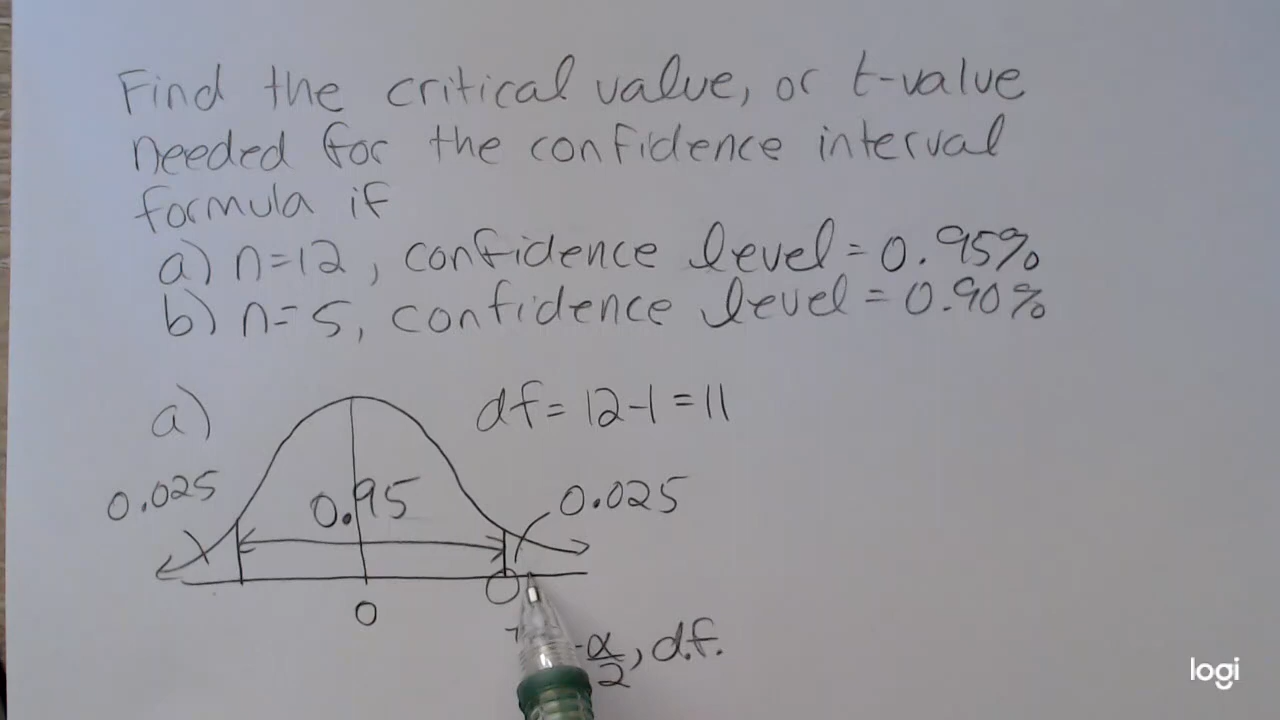 Find the critical value, or t-value
needed for the confidence interval
formula if
a) n=12, confidence level=0.95%
b) n=5, confidence level=0.90%
a)
df=12-1=11
0.025
0.95
0.025
0
-α/2, d.f.
logi